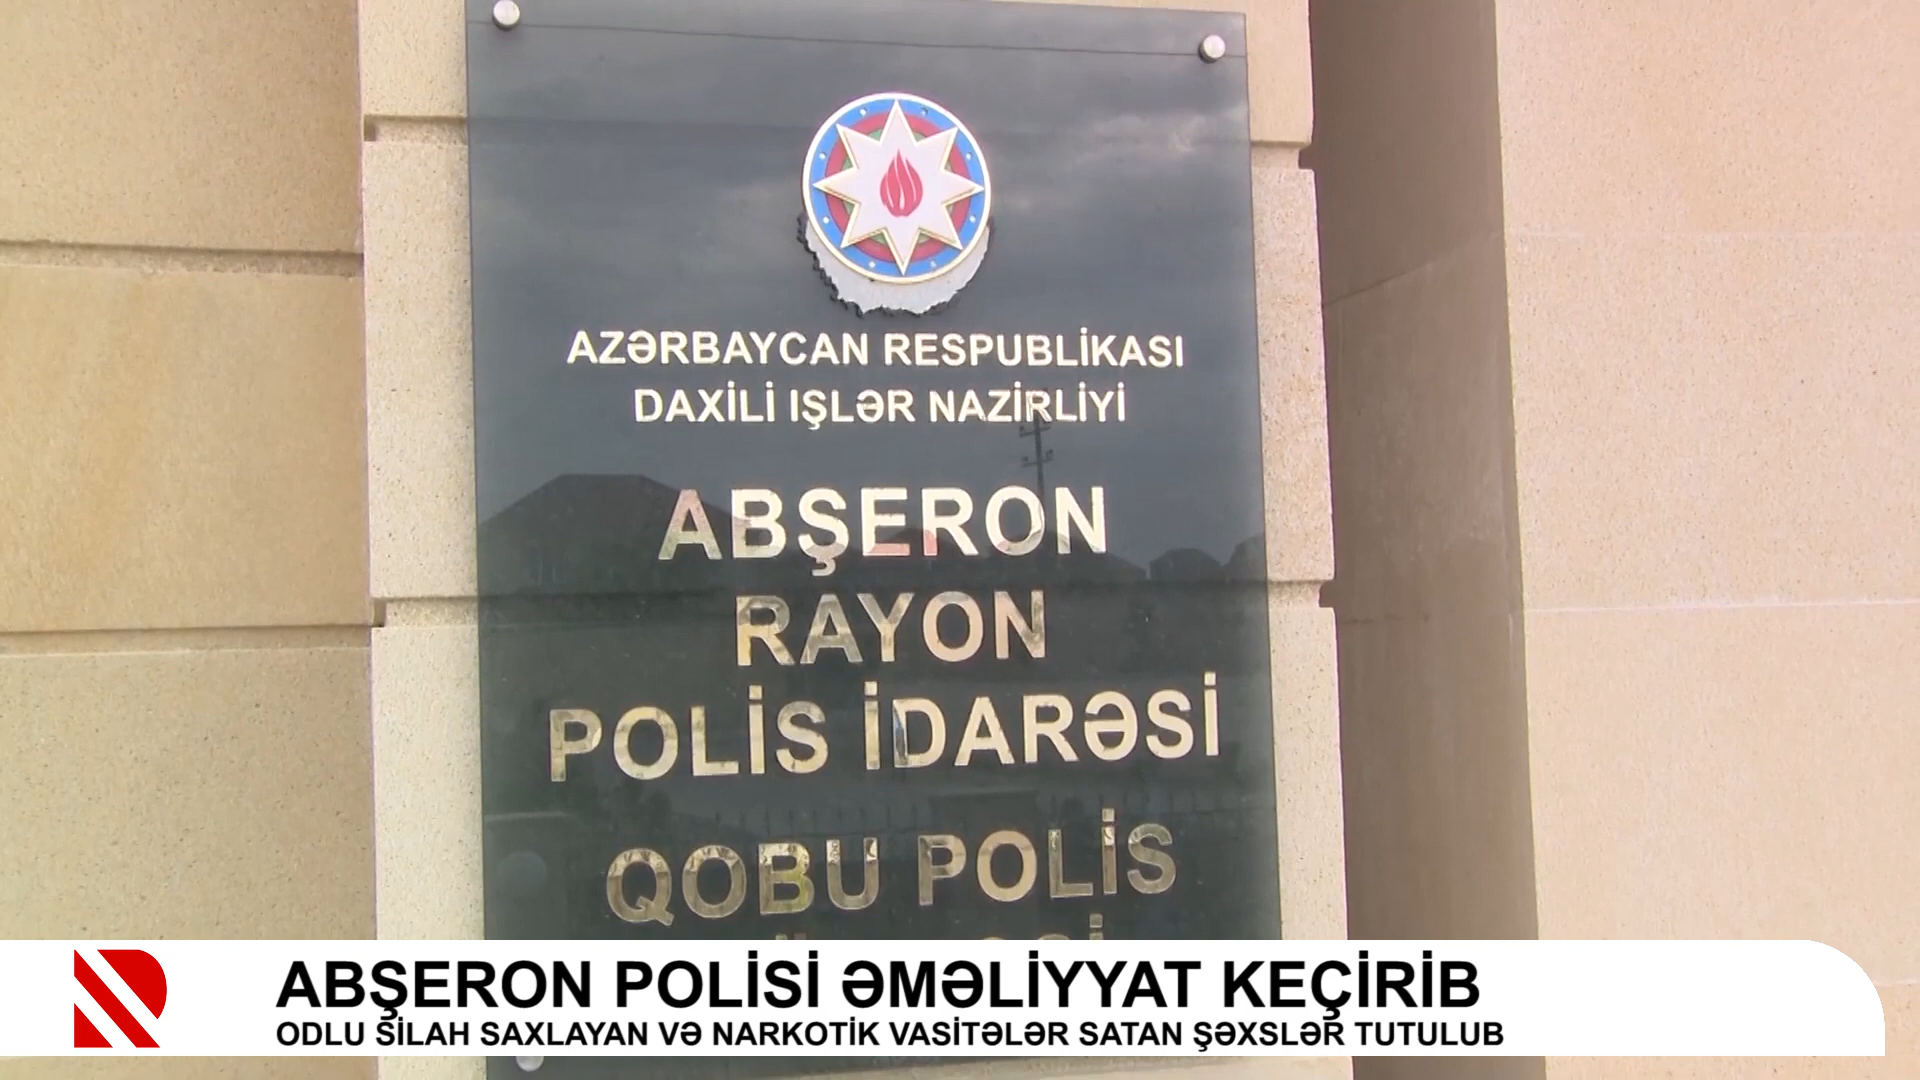 AZƏRBAYCAN RESPUBLİKASI
DAXİLİ IŞLƏR NAZİRLİYİ
ABŞERON
RAYON
POLİS İDARƏSİ
QOBU POLİS
ABŞERON POLİSİ ƏMƏLİYYAT KEÇİRİB
ODLU SİLAH SAXLAYAN VƏ NARKOTİK VASİTƏLƏR SATAN ŞƏXSLƏR TUTULUB